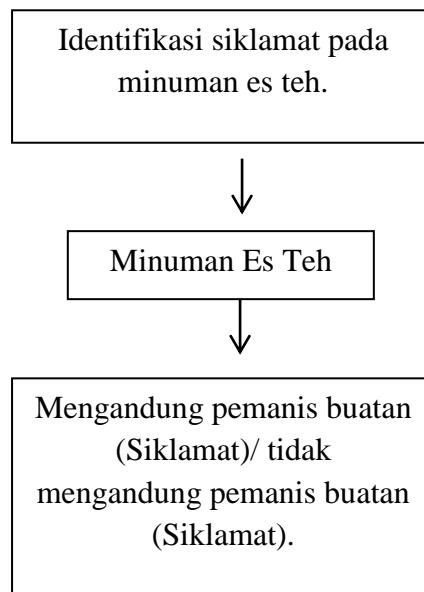 Identifikasi siklamat pada
minuman es teh.
Minuman Es Teh
Mengandung pemanis buatan
(Siklamat)/ tidak
mengandung pemanis buatan
(Siklamat).